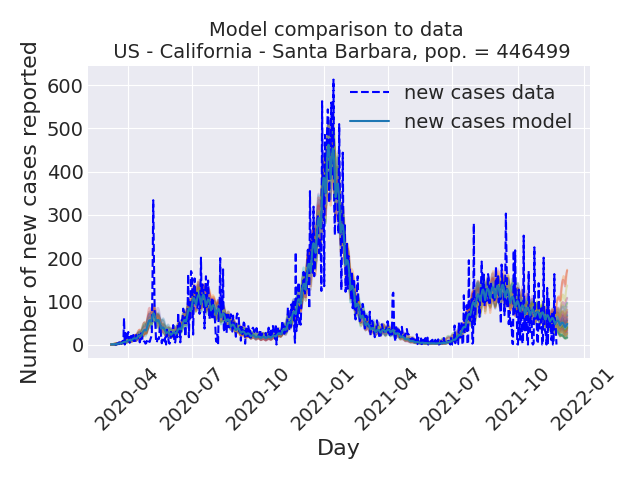 Model comparison to data
US - California - Santa Barbara, pop. = 446499
Number of new cases reported
600
500
400
300
200
100
0
new cases data
new cases model
2020-04
2020-07
2020-10
2021-01
2021-04
2021-07
2021-10
2022-01
Day